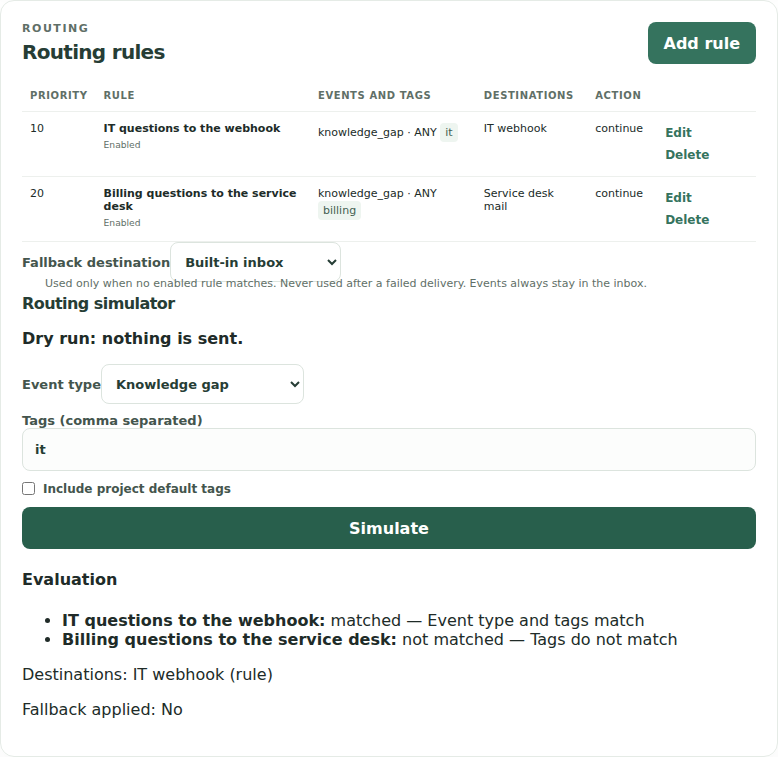 ROUTING
Routing rules
Add rule
PRIORITY RULE EVENTS AND TAGS DESTINATIONS ACTION
10 IT questions to the webhook knowledge_gap · ANY it IT webhook continue Edit
Enabled
Delete
20 Billing questions to the service knowledge_gap · ANY Service desk continue Edit
desk billing mail
Enabled
Delete
Fallback destination Built-in inbox
Used only when no enabled rule matches. Never used after a failed delivery. Events always stay in the inbox.
Routing simulator
Dry run: nothing is sent.
Event type Knowledge gap
Tags (comma separated)
it
Include project default tags
Simulate
Evaluation
• IT questions to the webhook: matched — Event type and tags match
• Billing questions to the service desk: not matched — Tags do not match
Destinations: IT webhook (rule)
Fallback applied: No